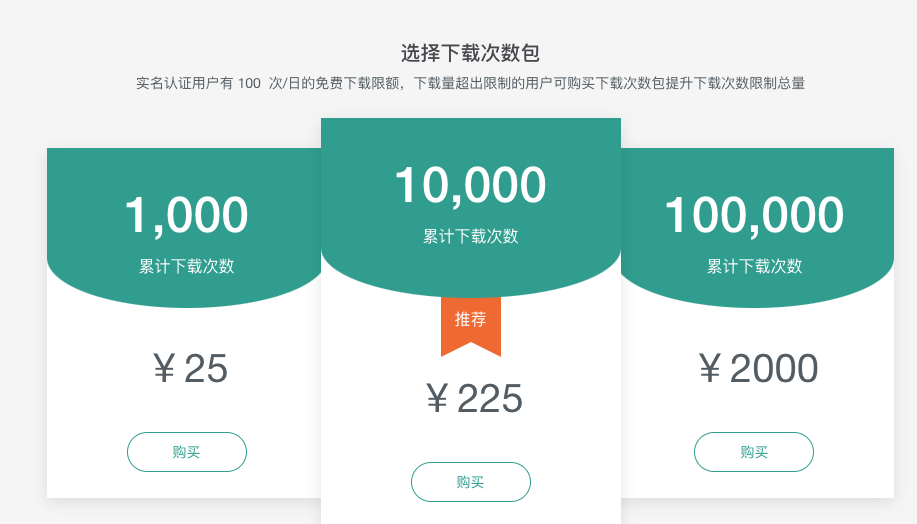 选择下载次数包
实名认证用户有 100 次/日的免费下载限额，下载量超出限制的用户可购买下载次数包提升下载次数限制总量
1,000
累计下载次数
￥25
购买
10,000
累计下载次数
推荐
￥225
购买
100,000
累计下载次数
￥2000
购买